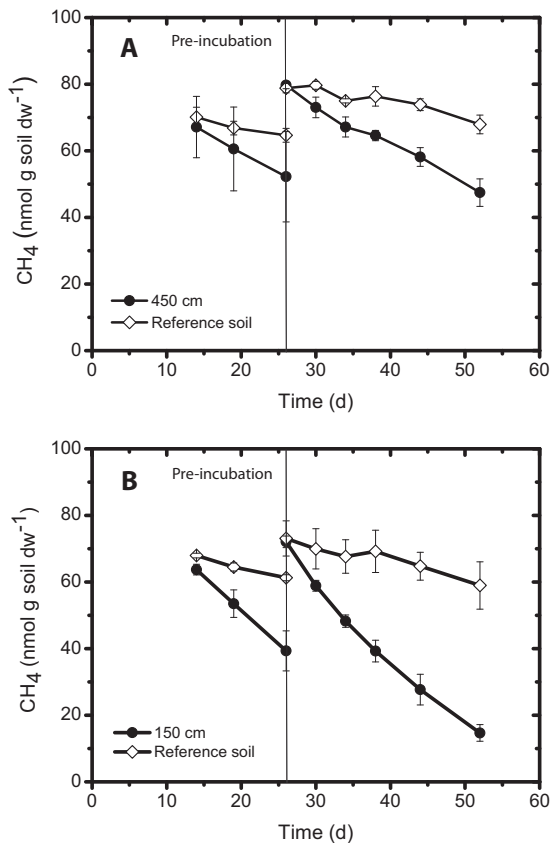 A
Pre-incubation
CH4 (nmol g soil dw−1)
80
60
40
20
0
450 cm
Reference soil
0 10 20 30 40 50 60
Time (d)
B
Pre-incubation
CH4 (nmol g soil dw−1)
100
80
60
40
20
0
150 cm
Reference soil
0 10 20 30 40 50 60
Time (d)